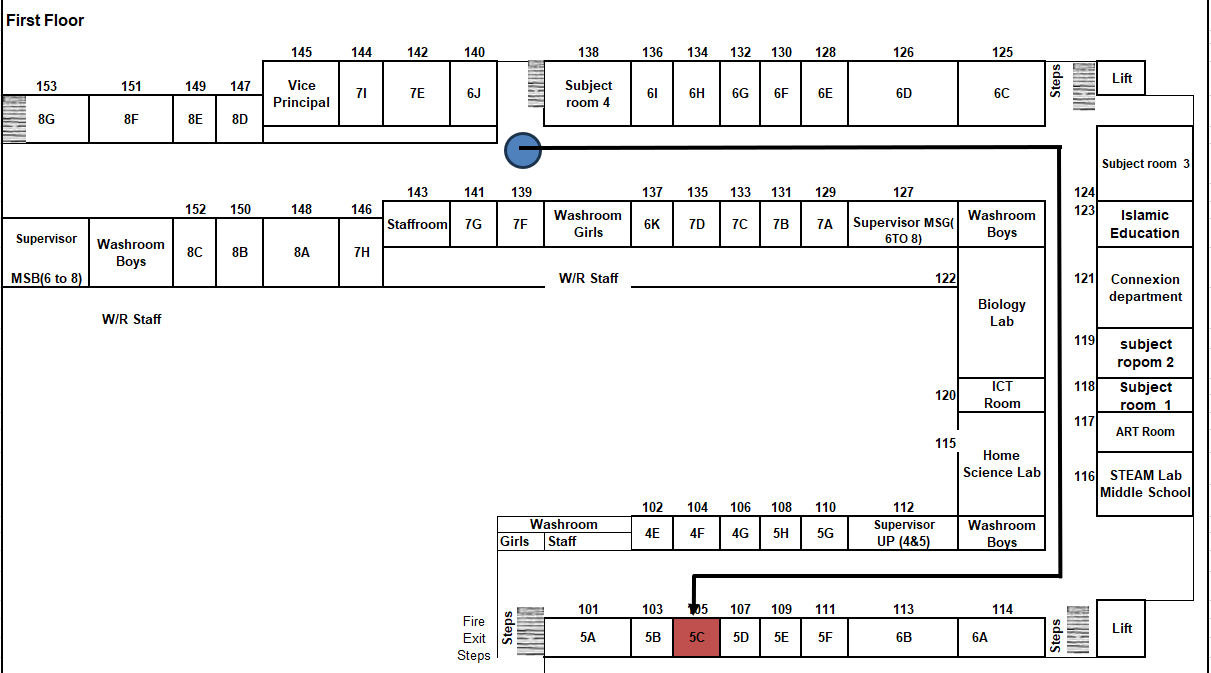 First Floor
145 144 142 140 138 136 134 132 130 128 126 125
Steps
Lift
153 151 149 147
Vice
Principal
7I 7E 6J
Subject
room 4
6I 6H 6G 6F 6E 6D 6C
8G 8F 8E 8D
Subject room 3
143 141 139 137 135 133 131 129 127
124
152 150 148 146
123
Staffroom 7G 7F
Washroom
Girls
6K 7D 7C 7B 7A
Supervisor MSG(
6TO 8)
Washroom
Boys
Islamic
Education
Supervisor
MSB(6 to 8)
Washroom
Boys
8C 8B 8A 7H
W/R Staff
122
121
Connexion
department
W/R Staff
Biology
Lab
119
subject
ropom 2
120
ICT
Room
118
Subject
room 1
117
ART Room
115
Home
Science Lab
116
STEAM Lab
Middle School
102 104 106 108 110 112
Washroom
Girls Staff
4E 4F 4G 5H 5G
Supervisor
UP (4&5)
Washroom
Boys
101 103 105 107 109 111 113 114
Fire
Exit
Steps
Steps
5A 5B 5C 5D 5E 5F 6B 6A
Steps
Lift